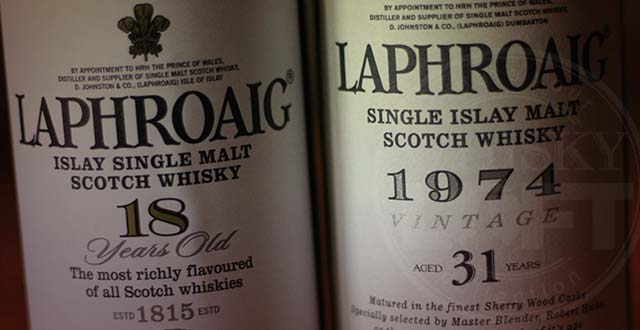 BY APPOINTMENT TO HRH THE PRINCE OF WALES,
DISTILLER AND SUPPLIER OF SINGLE MALT SCOTCH WHISKY,
D. JOHNSTON & CO., (LAPHROAIG) ISLE OF ISLAY
LAPHROAIG®
ISLAY SINGLE MALT
SCOTCH WHISKY
18
Years Old
The most richly flavoured
of all Scotch whiskies
ESTD 1815 ESTD
BY APPOINTMENT TO HRH THE PRINCE OF WALES,
DISTILLER AND SUPPLIER OF SINGLE MALT SCOTCH WHISKY,
D. JOHNSTON & CO., (LAPHROAIG) DUMBARTON
LAPHROAIG®
SINGLE ISLAY MALT
SCOTCH WHISKY
1974
VINTAGE
AGED 31 YEARS
Matured in the finest Sherry Wood Casks
Specially selected by Master Blender, Robert